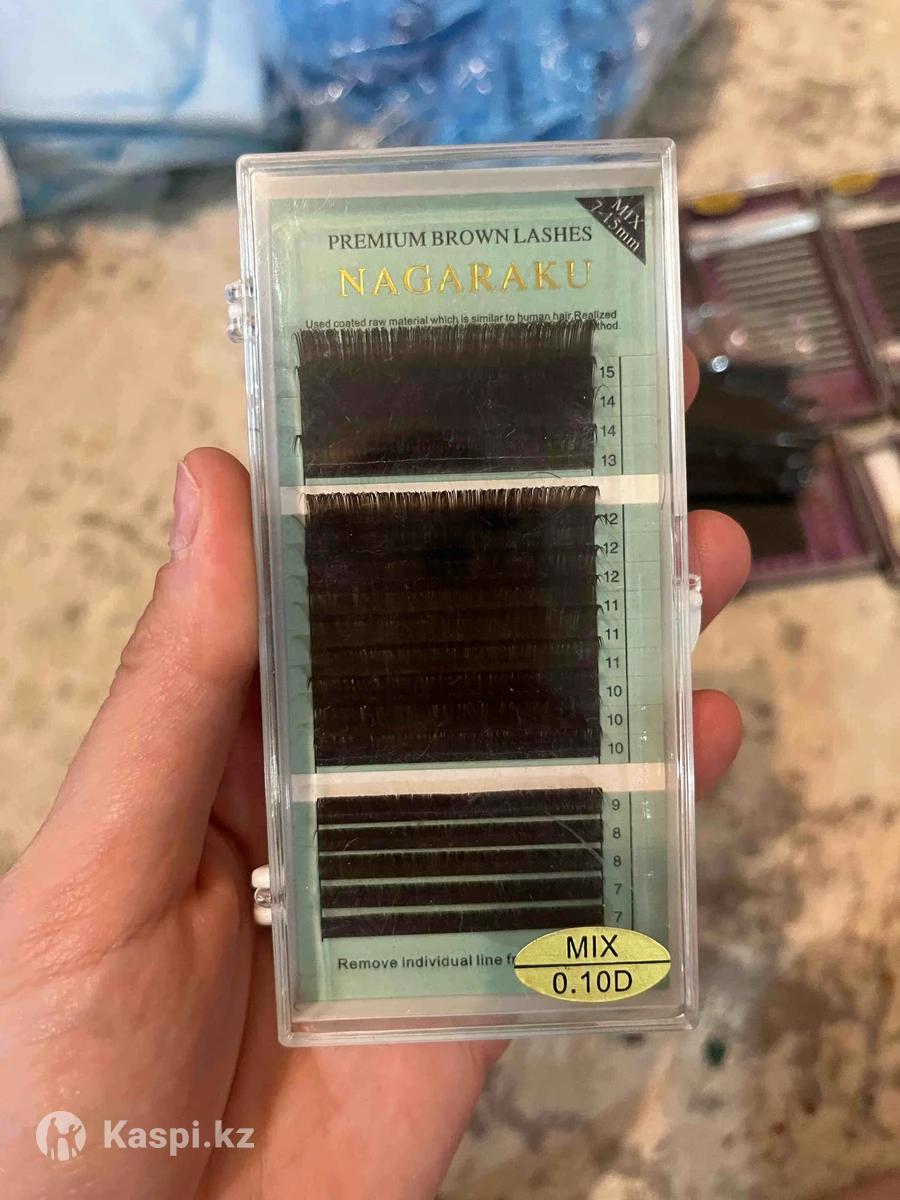 MIX
7-15mm
PREMIUM BROWN LASHES
NAGARAKU
Used coated raw material which is similar to human hair.Realized
thod.
15
14
14
13
12
12
12
11
11
11
10
10
10
9
8
8
7
7
Remove individual line
MIX
0.10D
Kaspi.kz